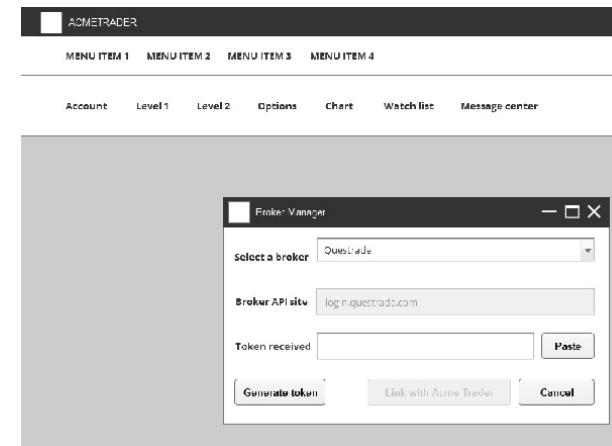 ACMETRADER
MENU ITEM 1 MENU ITEM 2 MENU ITEM 3 MENU ITEM 4
Account Level 1 Level 2 Options Chart Watch list Message center
Broker Manager
Select a broker Questrade
Broker API site login.questrade.com
Token received Paste
Generate token Link with Acme Trader Cancel